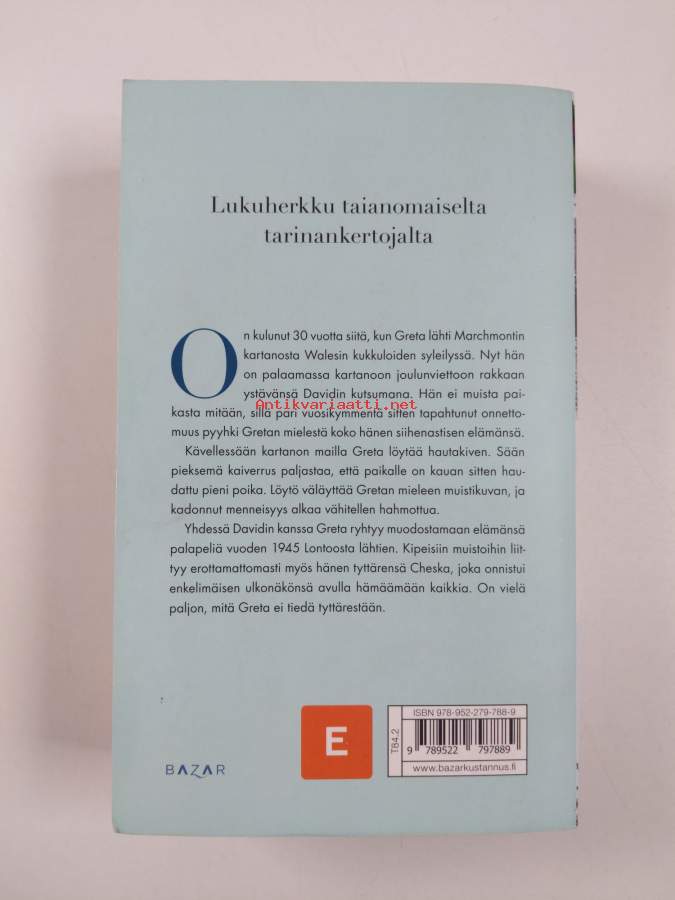 Lukuherkku taianomaiselta
tarinankertojalta
On kulunut 30 vuotta siitä, kun Greta lähti Marchmontin
kartanosta Walesin kukkuloiden syleilyssä. Nyt hän
on palaamassa kartanoon joulunviettoon rakkaan
ystävänsä Davidin kutsumana. Hän ei muista pai-
kasta mitään, sillä pari vuosikymmentä sitten tapahtunut onnetto-
Antikvariaatti.net
muus pyyhki Gretan mielestä koko hänen siihenastisen elämänsä.
Kävellessään kartanon mailla Greta löytää hautakiven. Sään
pieksemä kaiverrus paljastaa, että paikalle on kauan sitten hau-
dattu pieni poika. Löytö väläyttää Gretan mieleen muistikuvan, ja
kadonnut menneisyys alkaa vähitellen hahmottua.
Yhdessä Davidin kanssa Greta ryhtyy muodostamaan elämänsä
palapeliä vuoden 1945 Lontoosta lähtien. Kipeisiin muistoihin liit-
tyy erottamattomasti myös hänen tyttärensä Cheska, joka onnistui
enkelimäisen ulkonäkönsä avulla hämäämään kaikkia. On vielä
paljon, mitä Greta ei tiedä tyttärestään.
BAZAR
E
T84.2
ISBN 978-952-279-788-9
9 789522 797889
www.bazarkustannus.fi